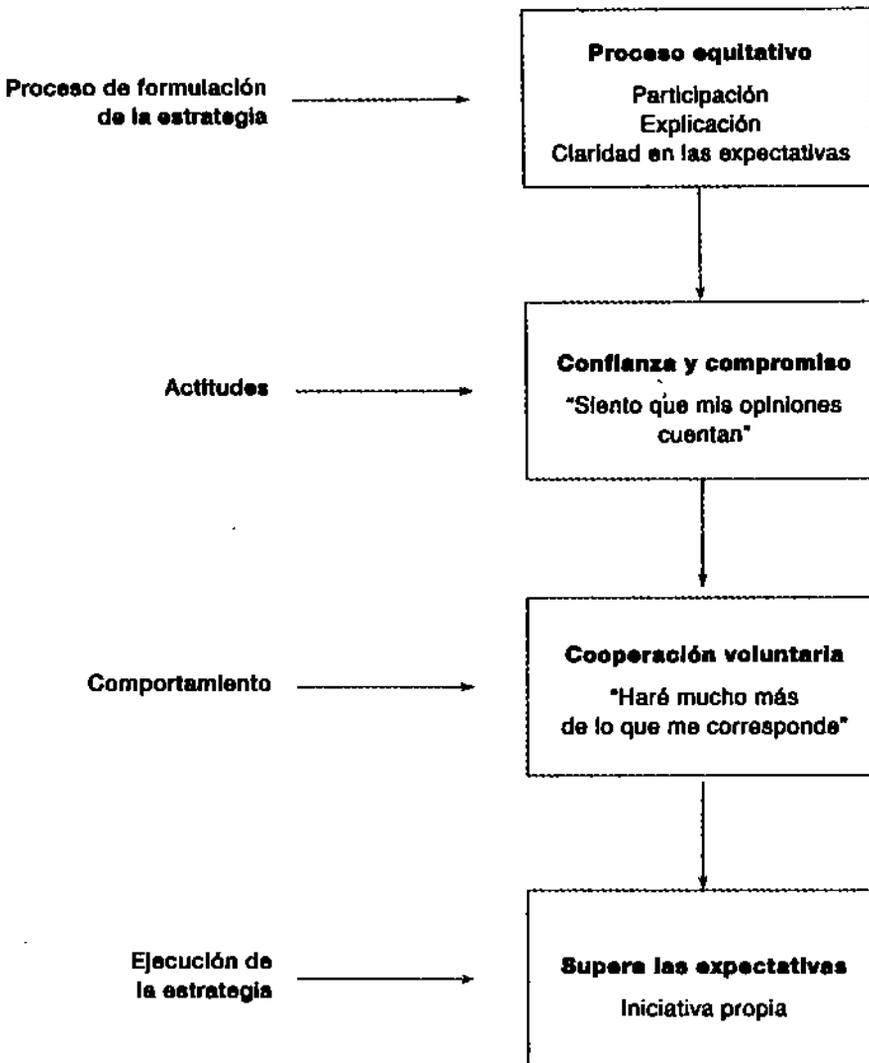 Proceso de formulación
de la estrategia
Proceso equitativo
Participación
Explicación
Claridad en las expectativas
Actitudes
Confianza y compromiso
"Siento que mis opiniones
cuentan"
Comportamiento
Cooperación voluntaria
"Haré mucho más
de lo que me corresponde"
Ejecución de
la estrategia
Supera las expectativas
Iniciativa propia